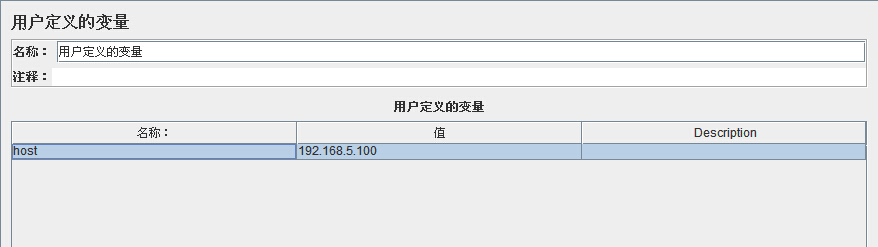 用户定义的变量
名称： 用户定义的变量
注释：
用户定义的变量
名称： 值 Description
host 192.168.5.100